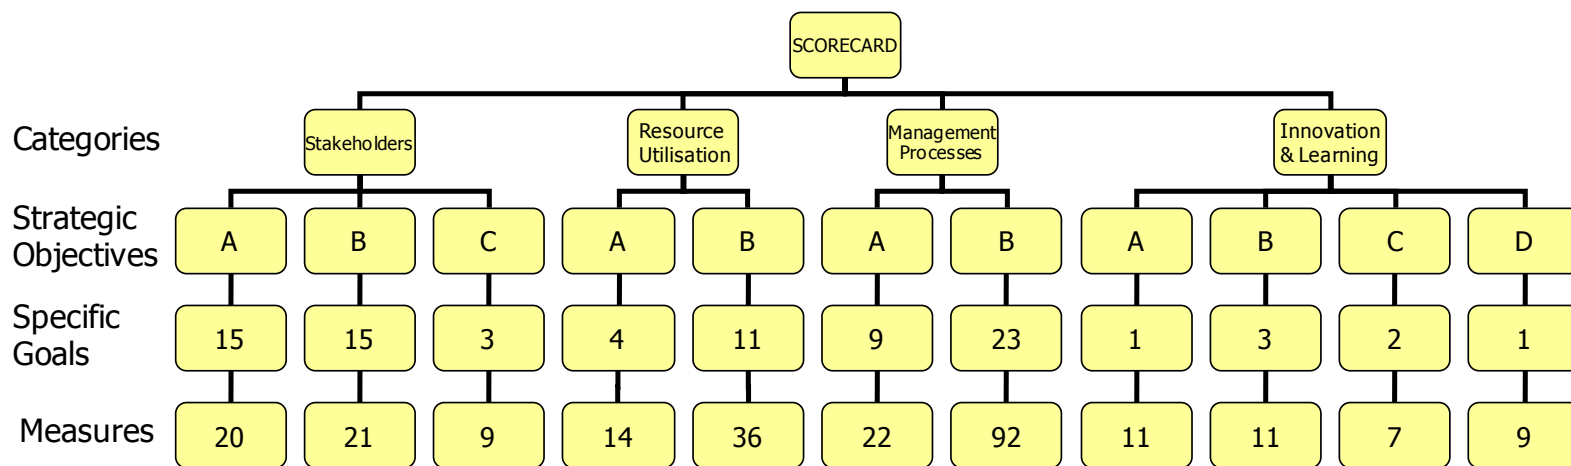 SCORECARD
Categories
Stakeholders
Resource
Utilisation
Management
Processes
Innovation
& Learning
Strategic
Objectives
A B C A B A B A B C D
Specific
Goals
15 15 3 4 11 9 23 1 3 2 1
Measures
20 21 9 14 36 22 92 11 11 7 9